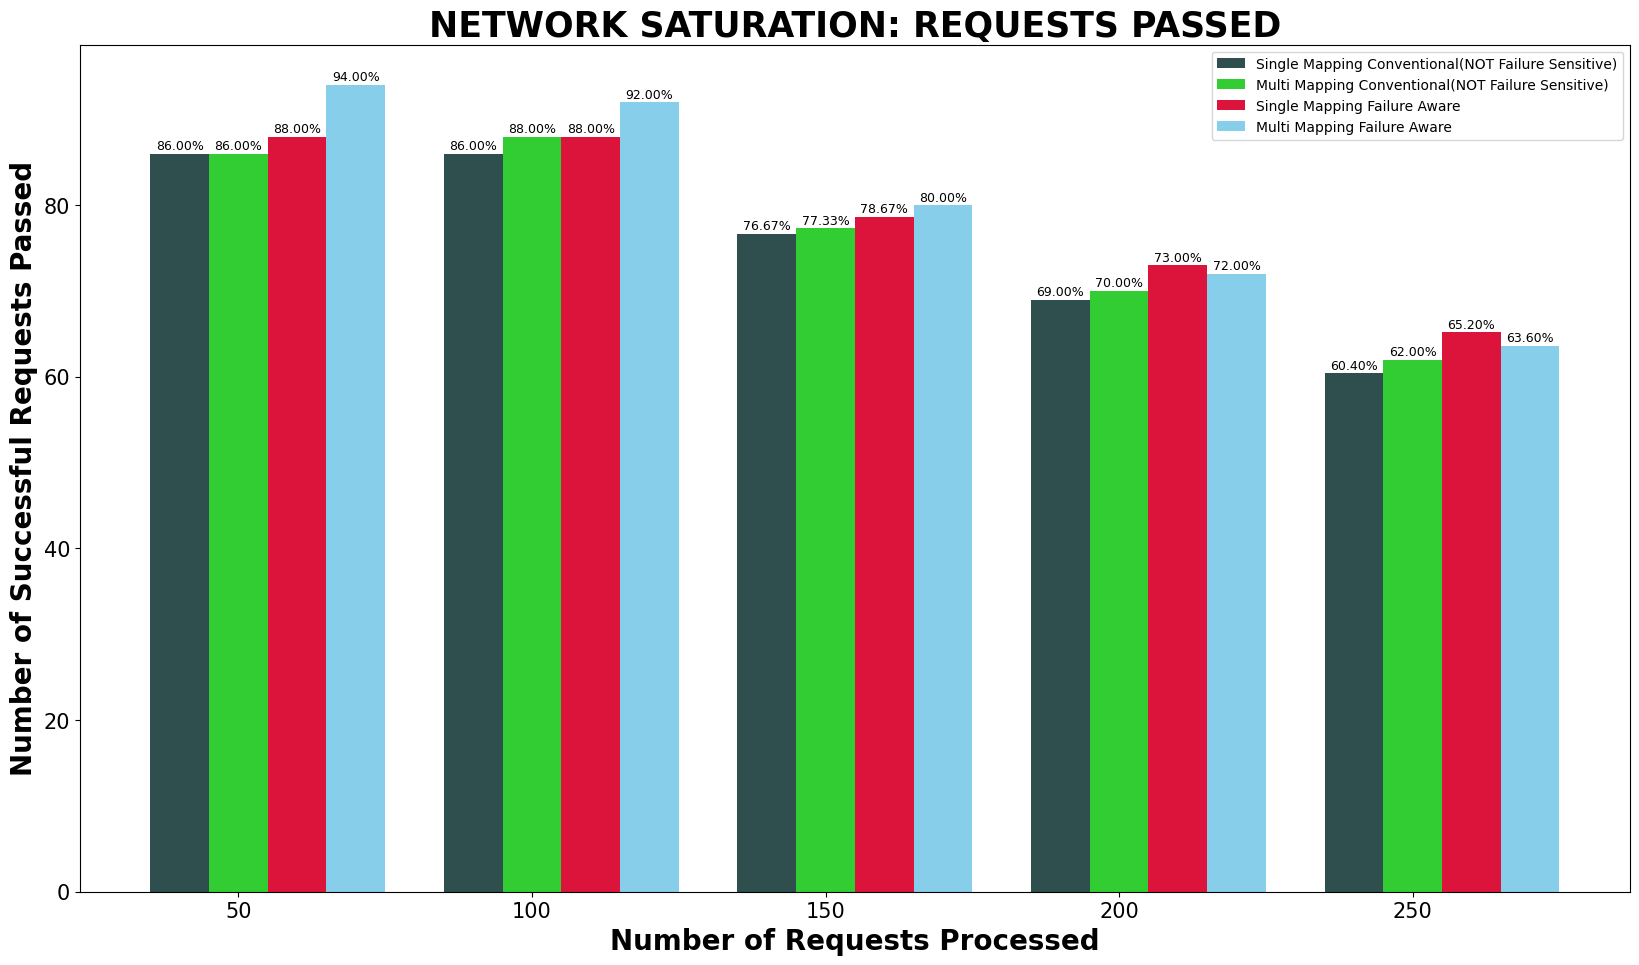 NETWORK SATURATION: REQUESTS PASSED
Single Mapping Conventional(NOT Failure Sensitive)
Multi Mapping Conventional(NOT Failure Sensitive)
Single Mapping Failure Aware
Multi Mapping Failure Aware
Number of Successful Requests Passed
80
60
40
20
0
86.00% 86.00% 88.00% 94.00%
86.00% 88.00% 88.00% 92.00%
76.67% 77.33% 78.67% 80.00%
69.00% 70.00% 73.00% 72.00%
60.40% 62.00% 65.20% 63.60%
50 100 150 200 250
Number of Requests Processed